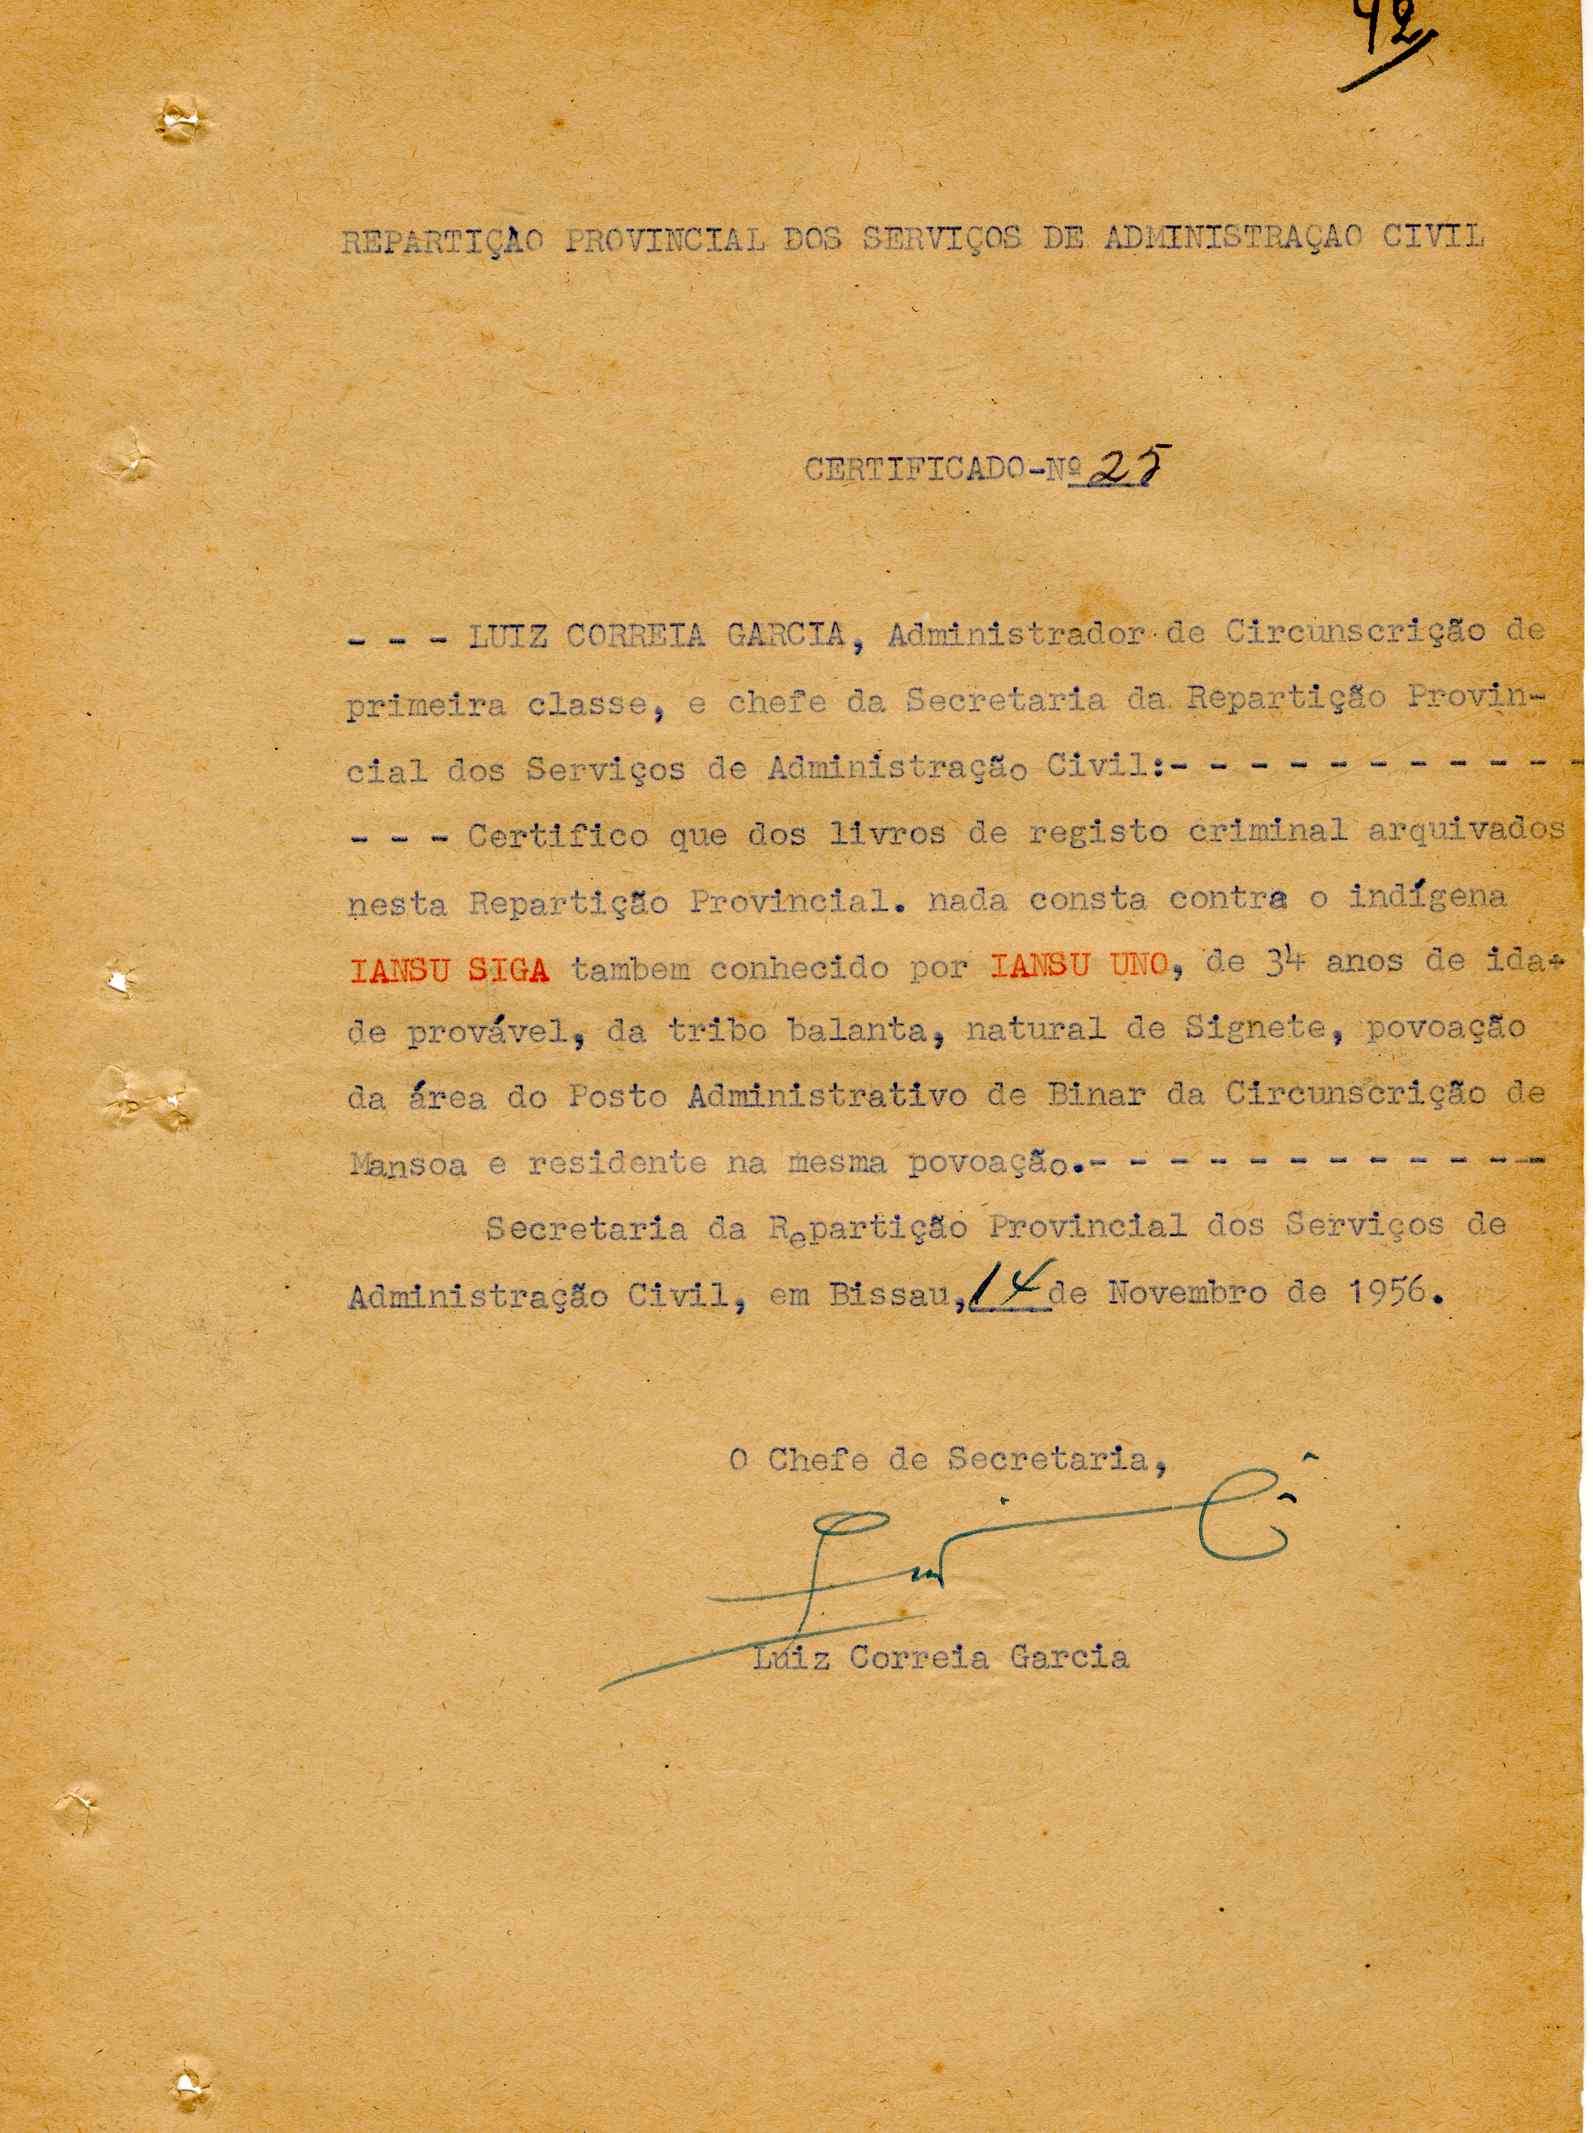 42
REPARTIÇÃO PROVINCIAL DOS SERVIÇOS DE ADMINISTRAÇAO CIVIL
CERTIFICADO-Nº 25
- - - LUIZ CORREIA GARCIA, Administrador de Circunscrição de
primeira classe, e chefe da Secretaria da Repartição Provin-
cial dos Serviços de Administração Civil:- - - - - - - - - - -
- - - Certifico que dos livros de registo criminal arquivados
nesta Repartição Provincial. nada consta contra o indígena
IANSU SIGA tambem conhecido por IANSU UNO, de 34 anos de ida-
de provável, da tribo balanta, natural de Signete, povoação
da área do Posto Administrativo de Binar da Circunscrição de
Mansoa e residente na mesma povoação.- - - - - - - - - - - -
Secretaria da Repartição Provincial dos Serviços de
Administração Civil, em Bissau, 14 de Novembro de 1956.
O Chefe de Secretaria,
Luiz Correia Garcia